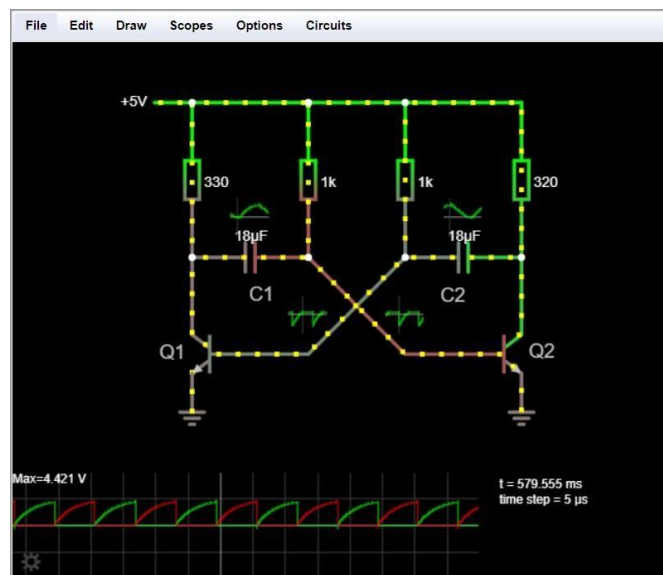 File Edit Draw Scopes Options Circuits
+5V
330 1k 1k 320
18µF 18µF
C1 C2
Q1 Q2
Max=4.421 V
t = 579.555 ms
time step = 5 µs